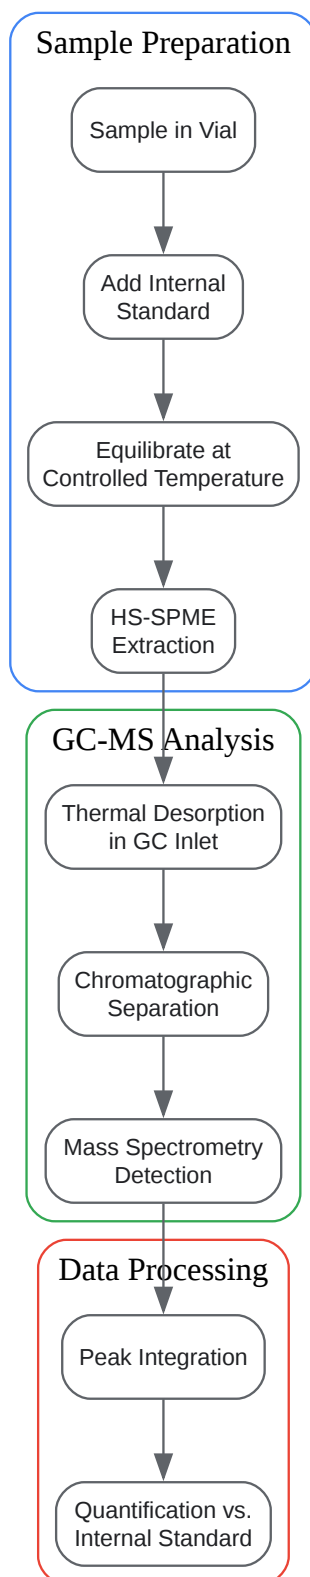 Sample Preparation
Sample in Vial
Add Internal
Standard
Equilibrate at
Controlled Temperature
HS-SPME
Extraction
GC-MS Analysis
Thermal Desorption
in GC Inlet
Chromatographic
Separation
Mass Spectrometry
Detection
Data Processing
Peak Integration
Quantification vs.
Internal Standard